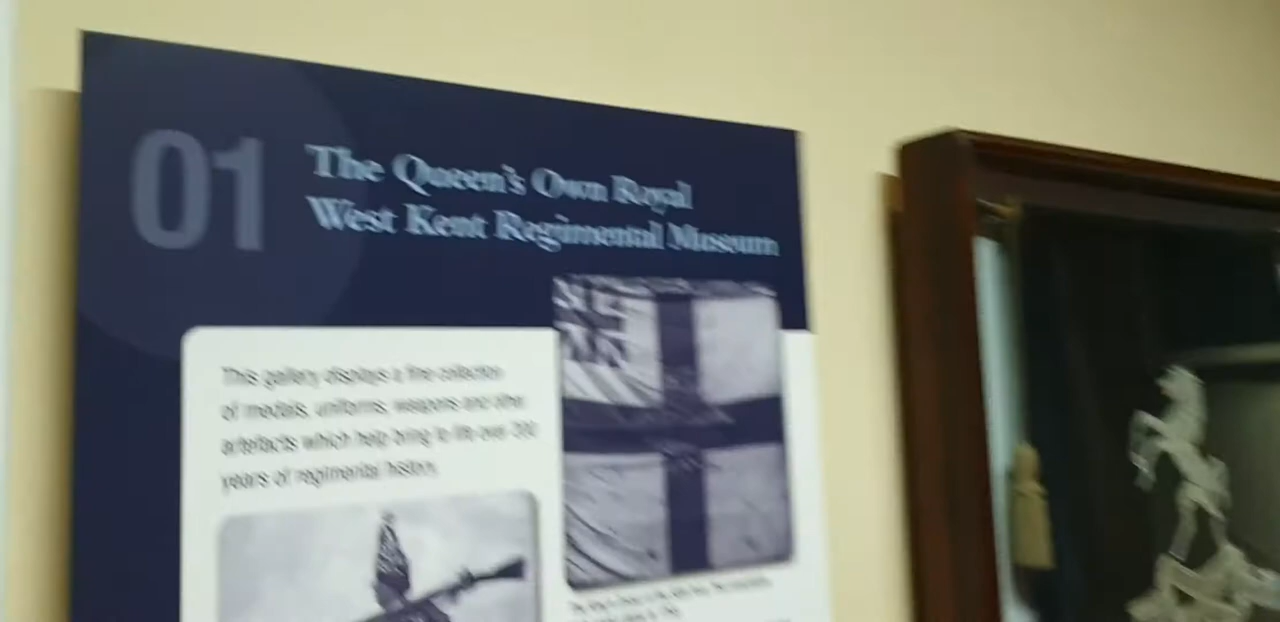 01
The Queen's Own Royal
West Kent Regimental Museum
This gallery displays a fine collection
of medals, uniforms, weapons and other
artefacts which help bring to life over 300
years of regimental history.